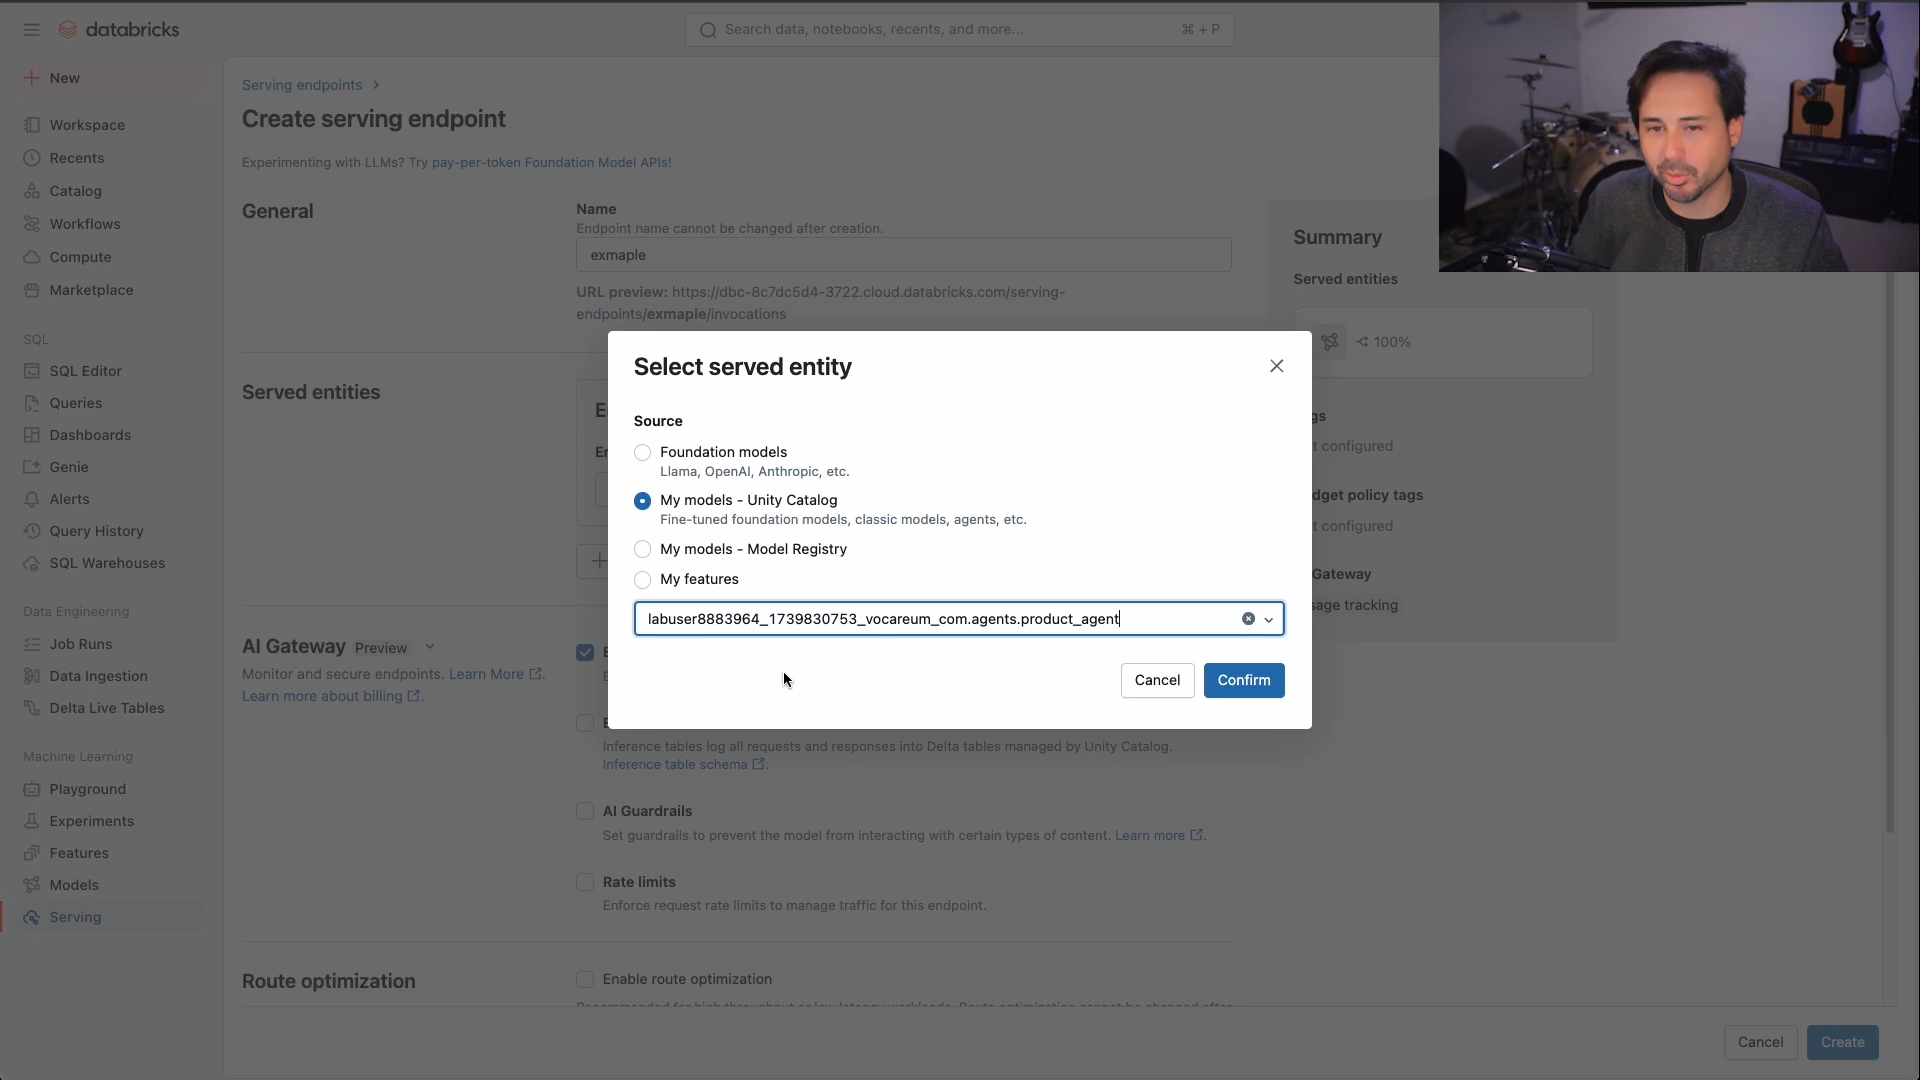 databricks
Search data, notebooks, recents, and more...
⌘ + P
New
Workspace
Recents
Catalog
Workflows
Compute
Marketplace
SQL
SQL Editor
Queries
Dashboards
Genie
Alerts
Query History
SQL Warehouses
Data Engineering
Job Runs
Data Ingestion
Delta Live Tables
Machine Learning
Playground
Experiments
Features
Models
Serving
Serving endpoints >
Create serving endpoint
Experimenting with LLMs? Try pay-per-token Foundation Model APIs!
General
Name
Endpoint name cannot be changed after creation.
exmaple
URL preview: https://dbc-8c7dc5d4-3722.cloud.databricks.com/serving-
endpoints/exmaple/invocations
Served entities
Select served entity
Source
Foundation models
Llama, OpenAI, Anthropic, etc.
My models - Unity Catalog
Fine-tuned foundation models, classic models, agents, etc.
My models - Model Registry
My features
labuser8883964_1739830753_vocareum_com.agents.product_agent
Cancel
Confirm
AI Gateway Preview
Monitor and secure endpoints. Learn More.
Learn more about billing.
Inference tables log all requests and responses into Delta tables managed by Unity Catalog.
Inference table schema.
AI Guardrails
Set guardrails to prevent the model from interacting with certain types of content. Learn more.
Rate limits
Enforce request rate limits to manage traffic for this endpoint.
Route optimization
Enable route optimization
Summary
Served entities
100%
gs
t configured
dget policy tags
t configured
Gateway
sage tracking
Cancel
Create